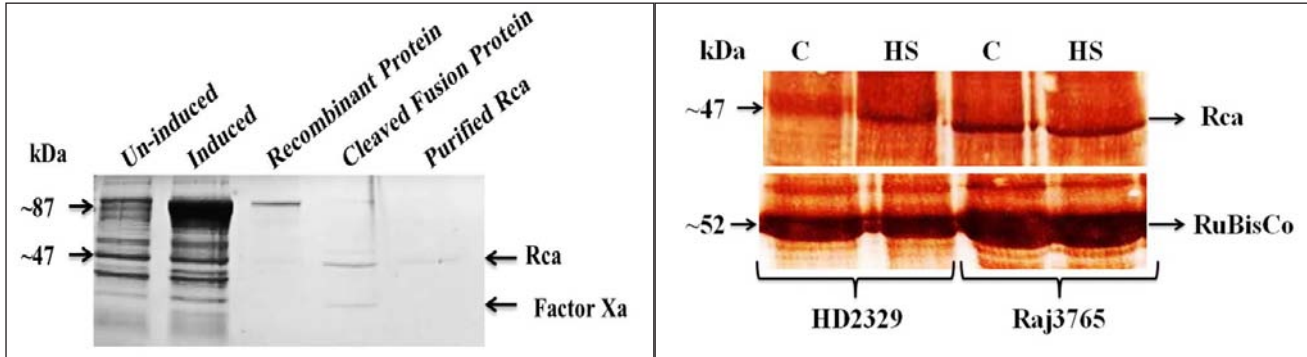 kDa
Un-induced
Induced
Recombinant Protein
Cleaved Fusion Protein
Purified Rca
~87
~47
Rca
Factor Xa
kDa C HS C HS
~47 Rca
~52 RuBisCo
HD2329 Raj3765